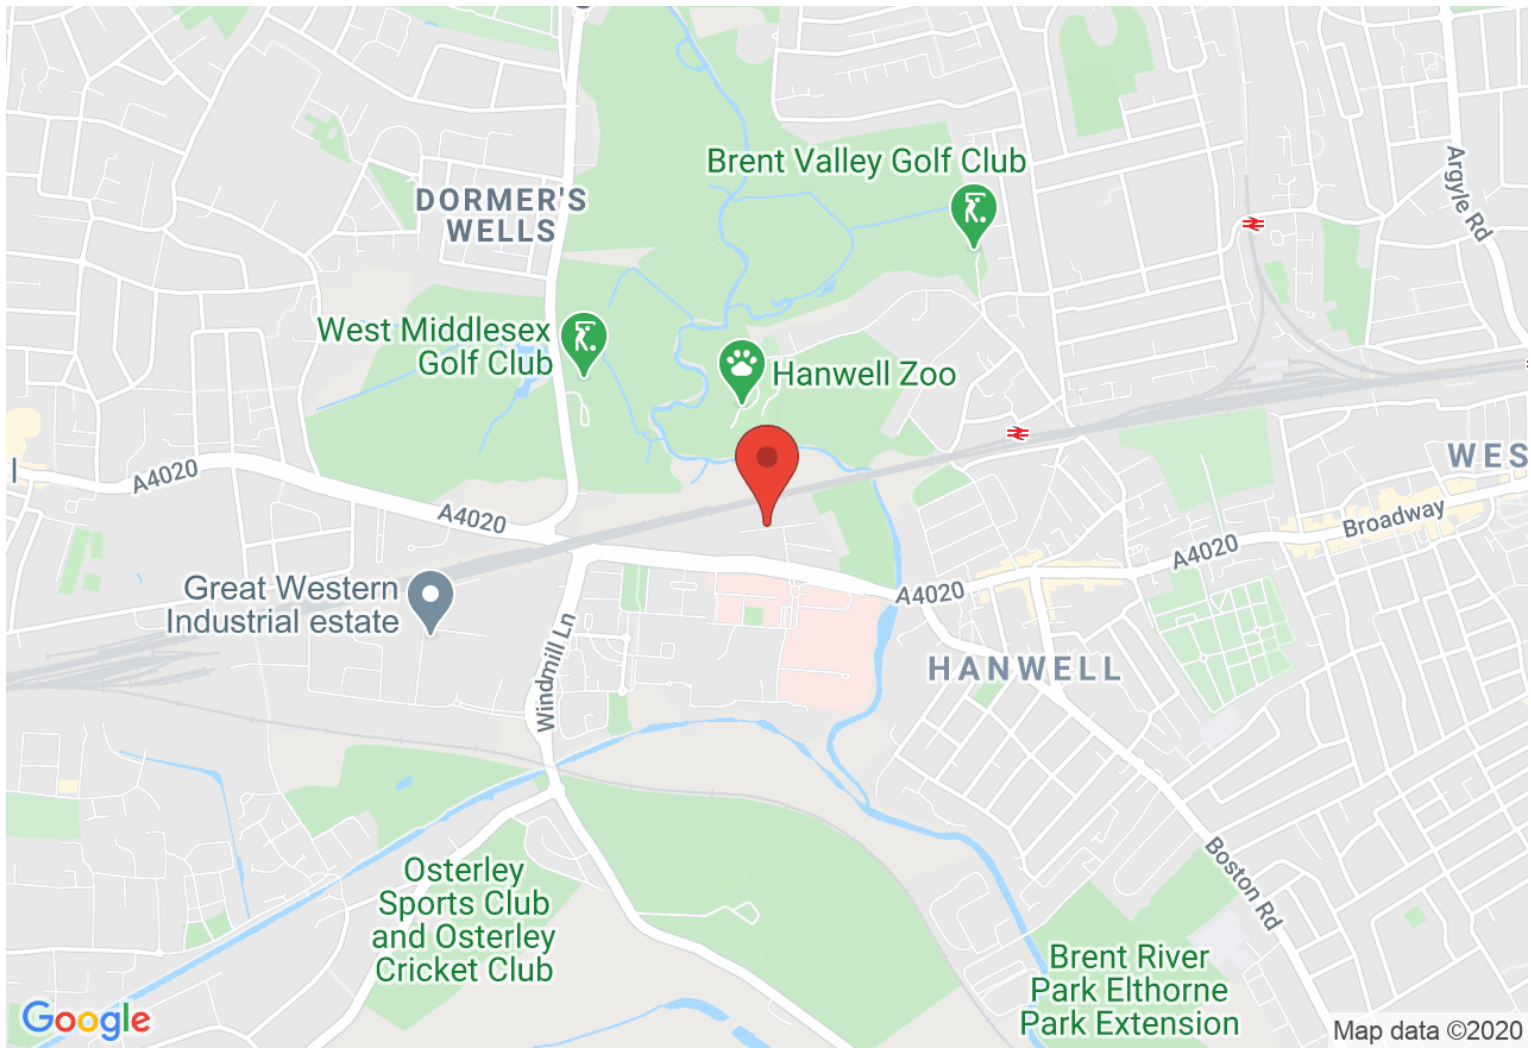 Brent Valley Golf Club
Argyle Rd
DORMER'S
WELLS
West Middlesex
Golf Club
Hanwell Zoo
A4020
A4020
WES
Broadway
A4020
A4020
Great Western
Industrial estate
Windmill Ln
HANWELL
Boston Rd
Osterley
Sports Club
and Osterley
Cricket Club
Brent River
Park Elthorne
Park Extension
Google
Map data ©2020